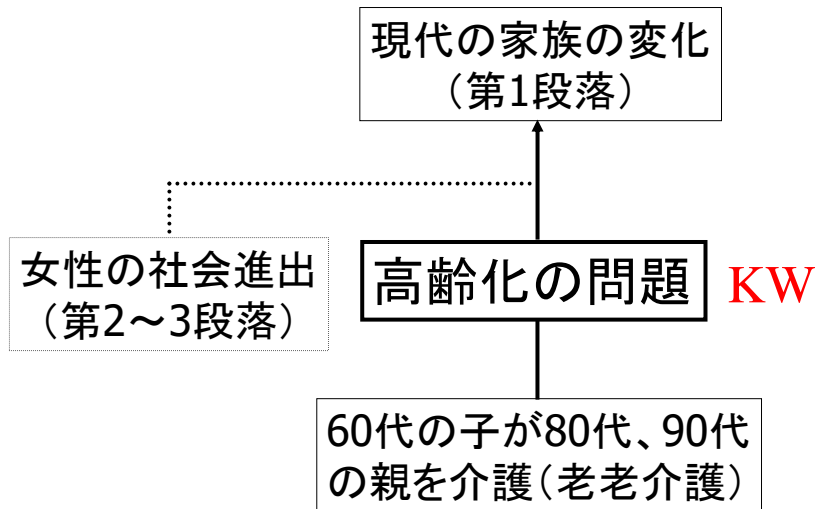 現代の家族の変化
（第1段落）
女性の社会進出
（第2～3段落）
高齢化の問題
KW
60代の子が80代、90代
の親を介護（老老介護）